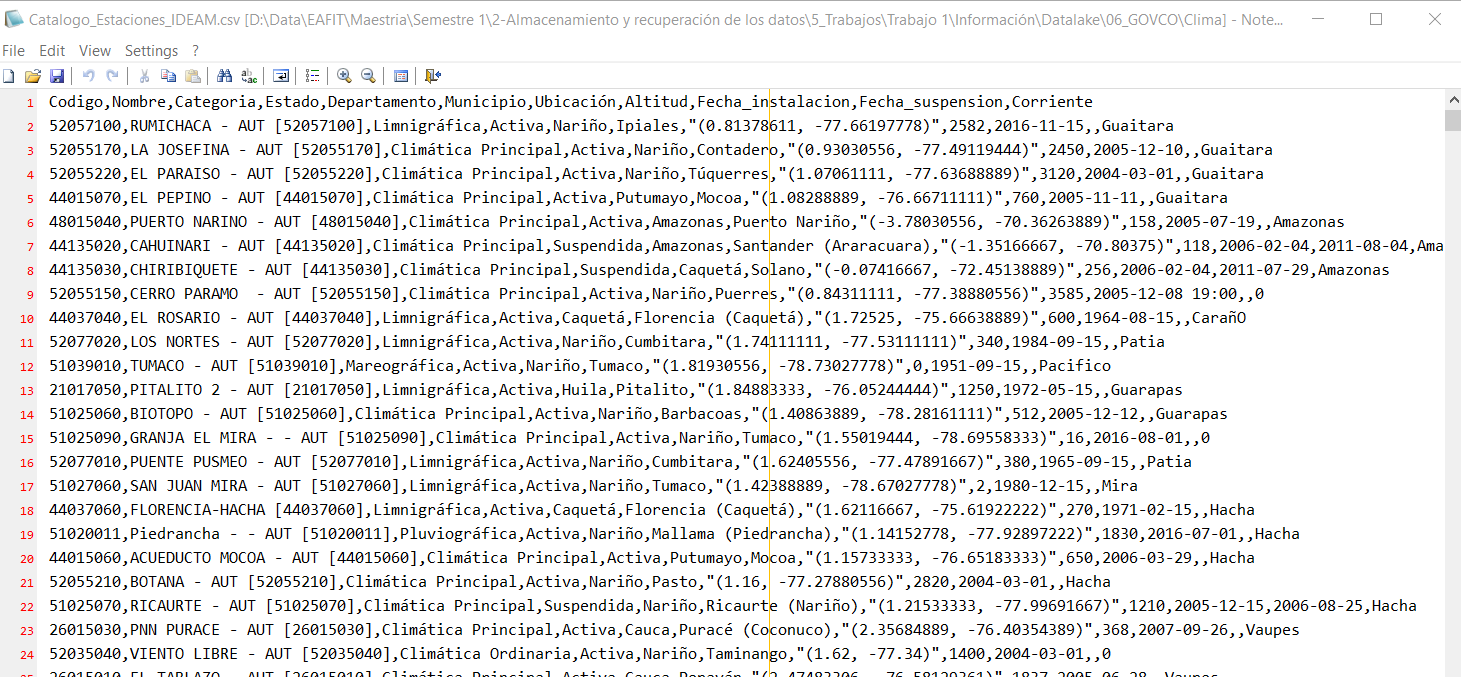 Catalogo_Estaciones_IDEAM.csv [D:\Data\EAFIT\Maestria\Semestre 1\2-Almacenamiento y recuperación de los datos\5_Trabajos\Trabajo 1\Información\Datalake\06_GOVCO\Clima] - Note...
File Edit View Settings ?
1 Codigo,Nombre,Categoria,Estado,Departamento,Municipio,Ubicación,Altitud,Fecha_instalacion,Fecha_suspension,Corriente
2 52057100,RUMICHACA - AUT [52057100],Limnigráfica,Activa,Nariño,Ipiales,"(0.81378611, -77.66197778)",2582,2016-11-15,,Guaitara
3 52055170,LA JOSEFINA - AUT [52055170],Climática Principal,Activa,Nariño,Contadero,"(0.93030556, -77.49119444)",2450,2005-12-10,,Guaitara
4 52055220,EL PARAISO - AUT [52055220],Climática Principal,Activa,Nariño,Túquerres,"(1.07061111, -77.63688889)",3120,2004-03-01,,Guaitara
5 44015070,EL PEPINO - AUT [44015070],Climática Principal,Activa,Putumayo,Mocoa,"(1.08288889, -76.66711111)",760,2005-11-11,,Guaitara
6 48015040,PUERTO NARINO - AUT [48015040],Climática Principal,Activa,Amazonas,Puerto Nariño,"(-3.78030556, -70.36263889)",158,2005-07-19,,Amazonas
7 44135020,CAHUINARI - AUT [44135020],Climática Principal,Suspendida,Amazonas,Santander (Araracuara),"(-1.35166667, -70.80375)",118,2006-02-04,2011-08-04,Ama
8 44135030,CHIRIBIQUETE - AUT [44135030],Climática Principal,Suspendida,Caquetá,Solano,"(-0.07416667, -72.45138889)",256,2006-02-04,2011-07-29,Amazonas
9 52055150,CERRO PARAMO  - AUT [52055150],Climática Principal,Activa,Nariño,Puerres,"(0.84311111, -77.38880556)",3585,2005-12-08 19:00,,0
10 44037040,EL ROSARIO - AUT [44037040],Limnigráfica,Activa,Caquetá,Florencia (Caquetá),"(1.72525, -75.66638889)",600,1964-08-15,,CarañO
11 52077020,LOS NORTES - AUT [52077020],Limnigráfica,Activa,Nariño,Cumbitara,"(1.74111111, -77.53111111)",340,1984-09-15,,Patia
12 51039010,TUMACO - AUT [51039010],Mareográfica,Activa,Nariño,Tumaco,"(1.81930556, -78.73027778)",0,1951-09-15,,Pacifico
13 21017050,PITALITO 2 - AUT [21017050],Limnigráfica,Activa,Huila,Pitalito,"(1.84883333, -76.05244444)",1250,1972-05-15,,Guarapas
14 51025060,BIOTOPO - AUT [51025060],Climática Principal,Activa,Nariño,Barbacoas,"(1.40863889, -78.28161111)",512,2005-12-12,,Guarapas
15 51025090,GRANJA EL MIRA - - AUT [51025090],Climática Principal,Activa,Nariño,Tumaco,"(1.55019444, -78.69558333)",16,2016-08-01,,0
16 52077010,PUENTE PUSMEO - AUT [52077010],Limnigráfica,Activa,Nariño,Cumbitara,"(1.62405556, -77.47891667)",380,1965-09-15,,Patia
17 51027060,SAN JUAN MIRA - AUT [51027060],Limnigráfica,Activa,Nariño,Tumaco,"(1.42388889, -78.67027778)",2,1980-12-15,,Mira
18 44037060,FLORENCIA-HACHA [44037060],Limnigráfica,Activa,Caquetá,Florencia (Caquetá),"(1.62116667, -75.61922222)",270,1971-02-15,,Hacha
19 51020011,Piedrancha - - AUT [51020011],Pluviográfica,Activa,Nariño,Mallama (Piedrancha),"(1.14152778, -77.92897222)",1830,2016-07-01,,Hacha
20 44015060,ACUEDUCTO MOCOA - AUT [44015060],Climática Principal,Activa,Putumayo,Mocoa,"(1.15733333, -76.65183333)",650,2006-03-29,,Hacha
21 52055210,BOTANA - AUT [52055210],Climática Principal,Activa,Nariño,Pasto,"(1.16, -77.27880556)",2820,2004-03-01,,Hacha
22 51025070,RICAURTE - AUT [51025070],Climática Principal,Suspendida,Nariño,Ricaurte (Nariño),"(1.21533333, -77.99691667)",1210,2005-12-15,2006-08-25,Hacha
23 26015030,PNN PURACE - AUT [26015030],Climática Principal,Activa,Cauca,Puracé (Coconuco),"(2.35684889, -76.40354389)",368,2007-09-26,,Vaupes
24 52035040,VIENTO LIBRE - AUT [52035040],Climática Ordinaria,Activa,Nariño,Taminango,"(1.62, -77.34)",1400,2004-03-01,,0